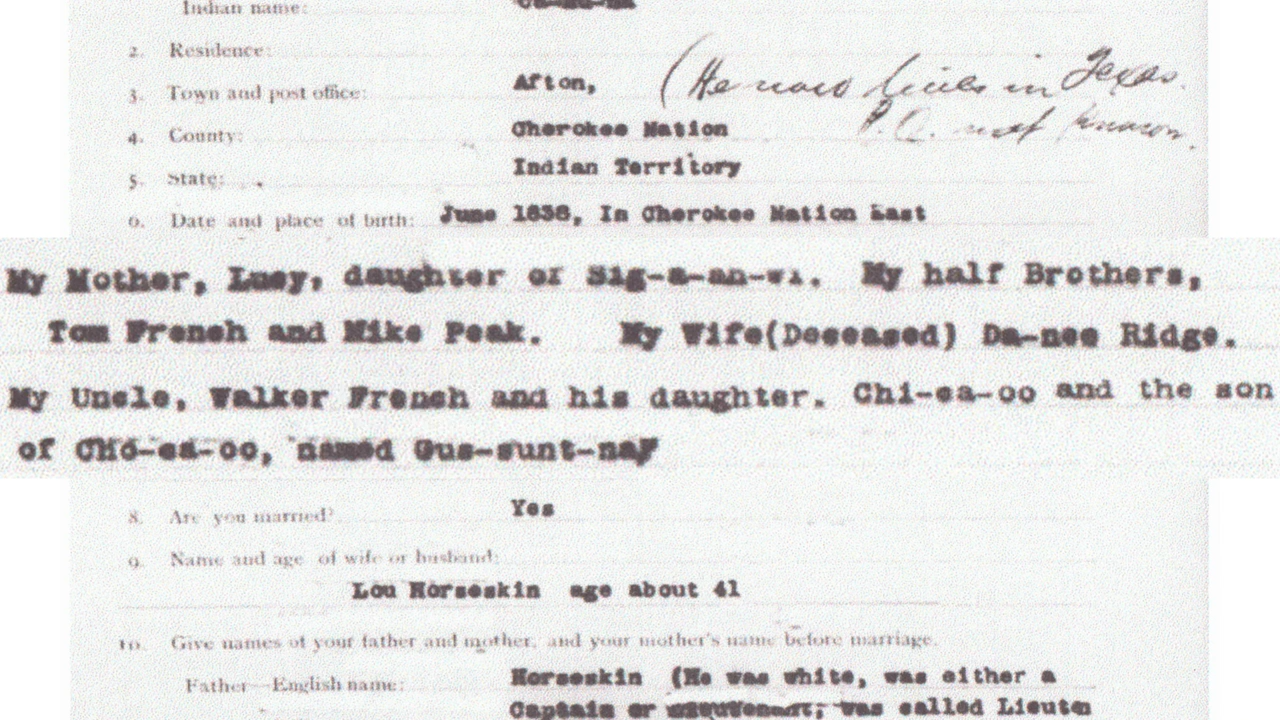 Indian name:
2. Residence:
3. Town and post office: Afton, (He now lives in Texas.
4. County: Cherokee Nation P.O. not known.
5. State: Indian Territory
6. Date and place of birth: June 1838, In Cherokee Nation East
My Mother, Lucy, daughter of Sig-a-an-wi. My half Brothers,
Tom French and Mike Peak. My Wife(Deceased) Da-nee Ridge.
My Uncle, Walker French and his daughter. Chi-ca-oo and the son
of Cho-ca-oo, named Gus-sunt-nay
8. Are you married? Yes
9. Name and age of wife or husband:
Lou Horseskin age about 41
10. Give names of your father and mother, and your mother's name before marriage.
Father—English name: Horseskin (He was white, was either a
Captain or was called Lieuten